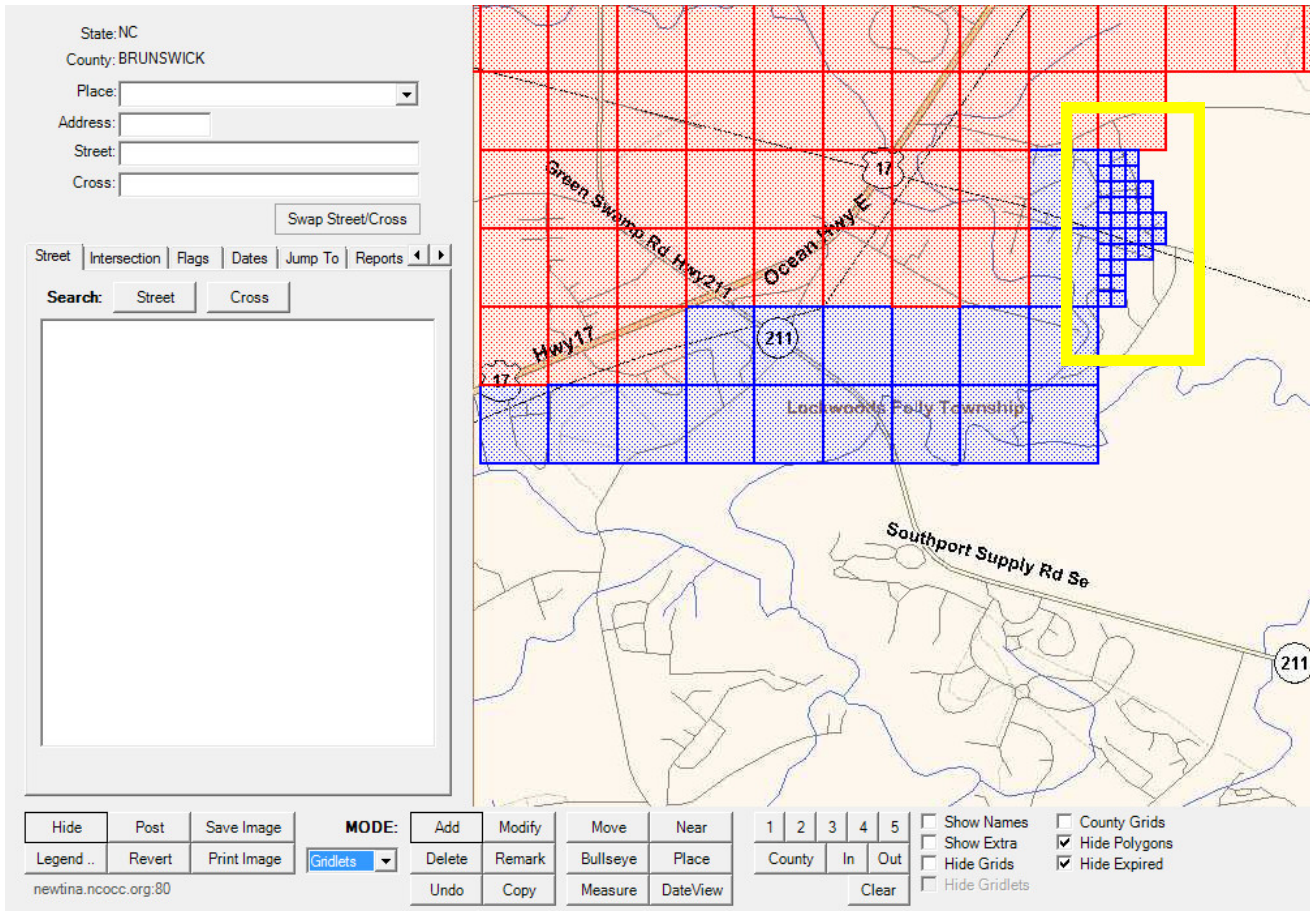 State: NC
County: BRUNSWICK
Place:
Address:
Street:
Cross:
Swap Street/Cross
Street Intersection Flags Dates Jump To Reports
Search: Street Cross
17
Green Swamp Rd Hwy211
Ocean Hwy E
Hwy17
211
17
Lockwoods Folly Township
Southport Supply Rd Se
211
Hide Post Save Image MODE: Add Modify Move Near 1 2 3 4 5 Show Names County Grids
Show Extra Hide Polygons
Legend .. Revert Print Image Gridlets Delete Remark Bullseye Place County In Out Hide Grids Hide Expired
newtina.ncocc.org:80 Undo Copy Measure DateView Clear Hide Gridlets